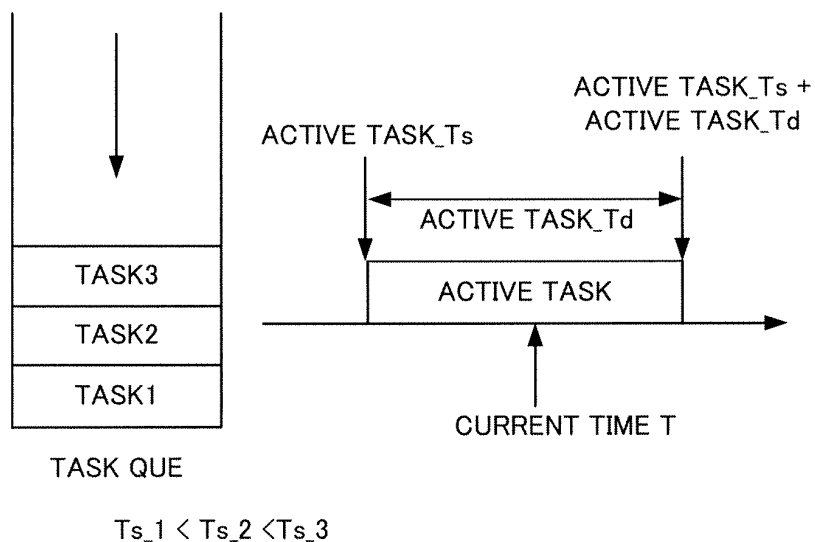 TASK3
TASK2
TASK1
TASK QUE
Ts_1 < Ts_2 <Ts_3
ACTIVE TASK_Ts
ACTIVE TASK_Ts +
ACTIVE TASK_Td
ACTIVE TASK_Td
ACTIVE TASK
CURRENT TIME T